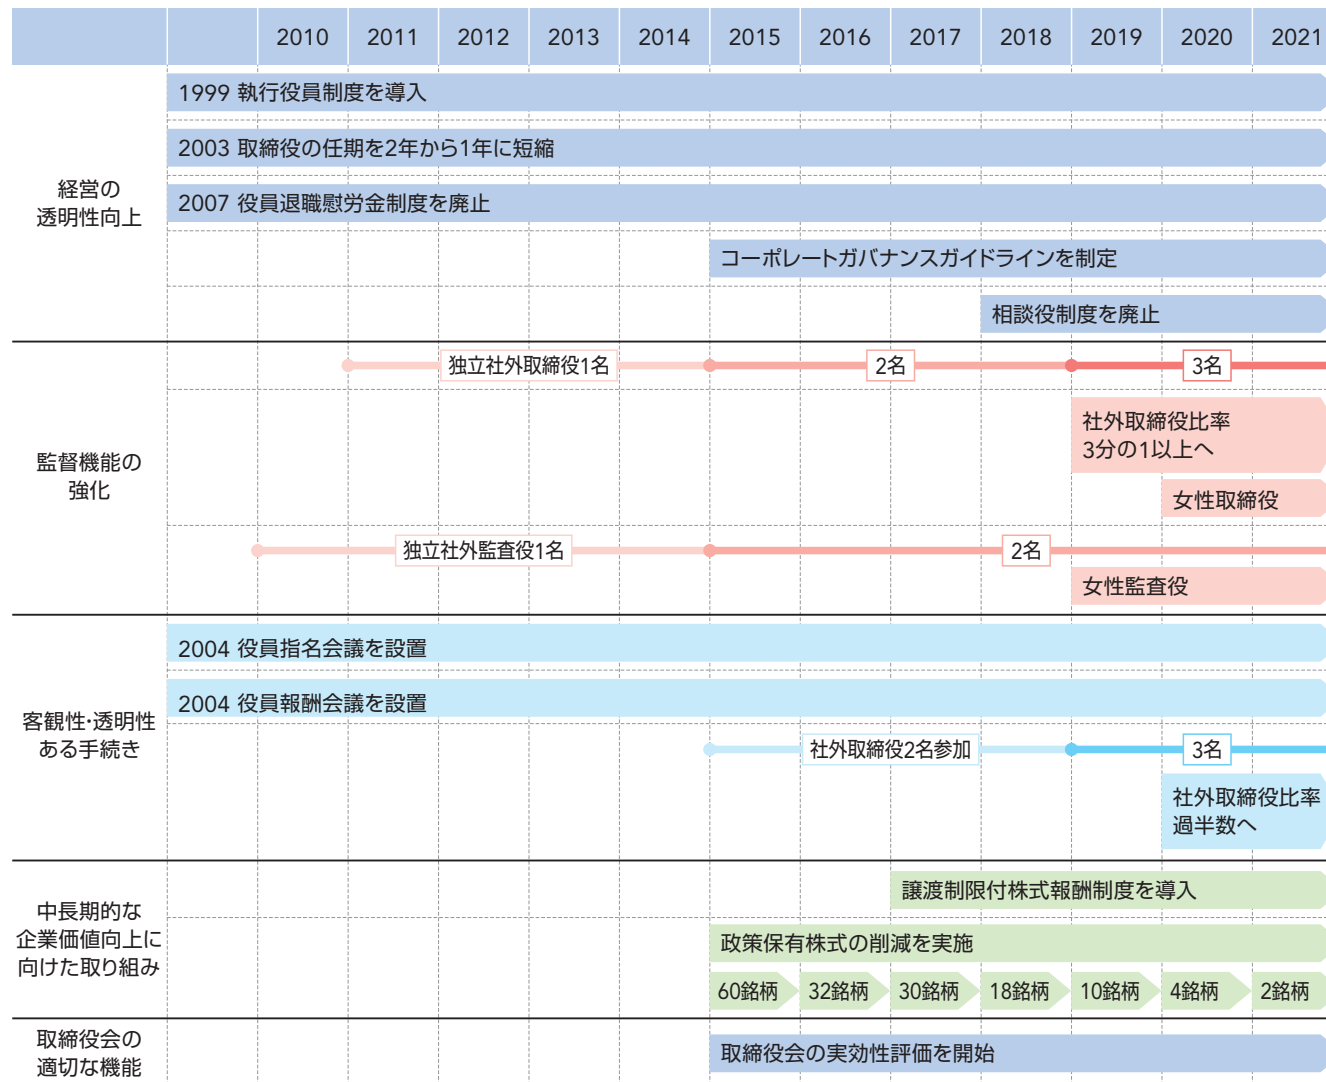 2010 2011 2012 2013 2014 2015 2016 2017 2018 2019 2020 2021
経営の
透明性向上
1999 執行役員制度を導入
2003 取締役の任期を2年から1年に短縮
2007 役員退職慰労金制度を廃止
コーポレートガバナンスガイドラインを制定
相談役制度を廃止
監督機能の
強化
独立社外取締役1名 2名 3名
社外取締役比率
3分の1以上へ
女性取締役
独立社外監査役1名 2名
女性監査役
客観性・透明性
ある手続き
2004 役員指名会議を設置
2004 役員報酬会議を設置
社外取締役2名参加 3名
社外取締役比率
過半数へ
中長期的な
企業価値向上に
向けた取り組み
譲渡制限付株式報酬制度を導入
政策保有株式の削減を実施
60銘柄 32銘柄 30銘柄 18銘柄 10銘柄 4銘柄 2銘柄
取締役会の
適切な機能
取締役会の実効性評価を開始